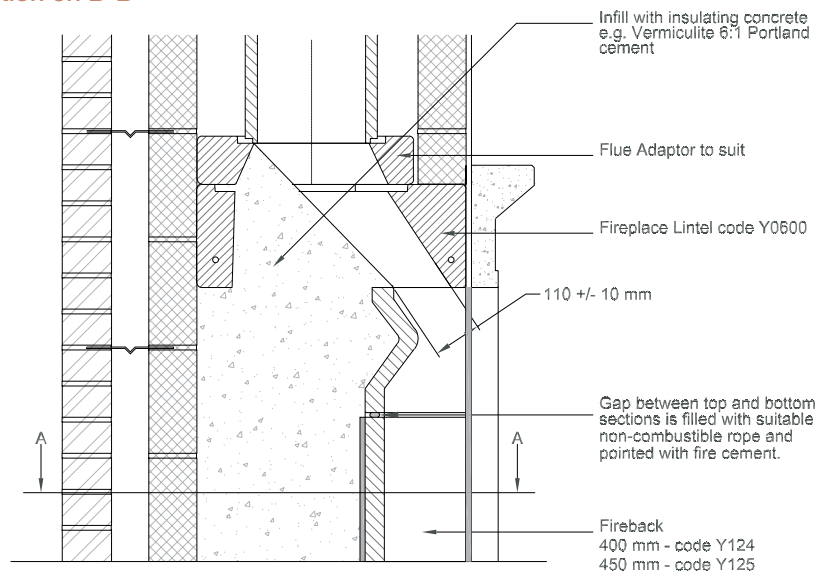 Infill with insulating concrete
e.g. Vermiculite 6:1 Portland
cement
Flue Adaptor to suit
Fireplace Lintel code Y0600
110 +/- 10 mm
Gap between top and bottom
sections is filled with suitable
non-combustible rope and
pointed with fire cement.
A
A
Fireback
400 mm - code Y124
450 mm - code Y125